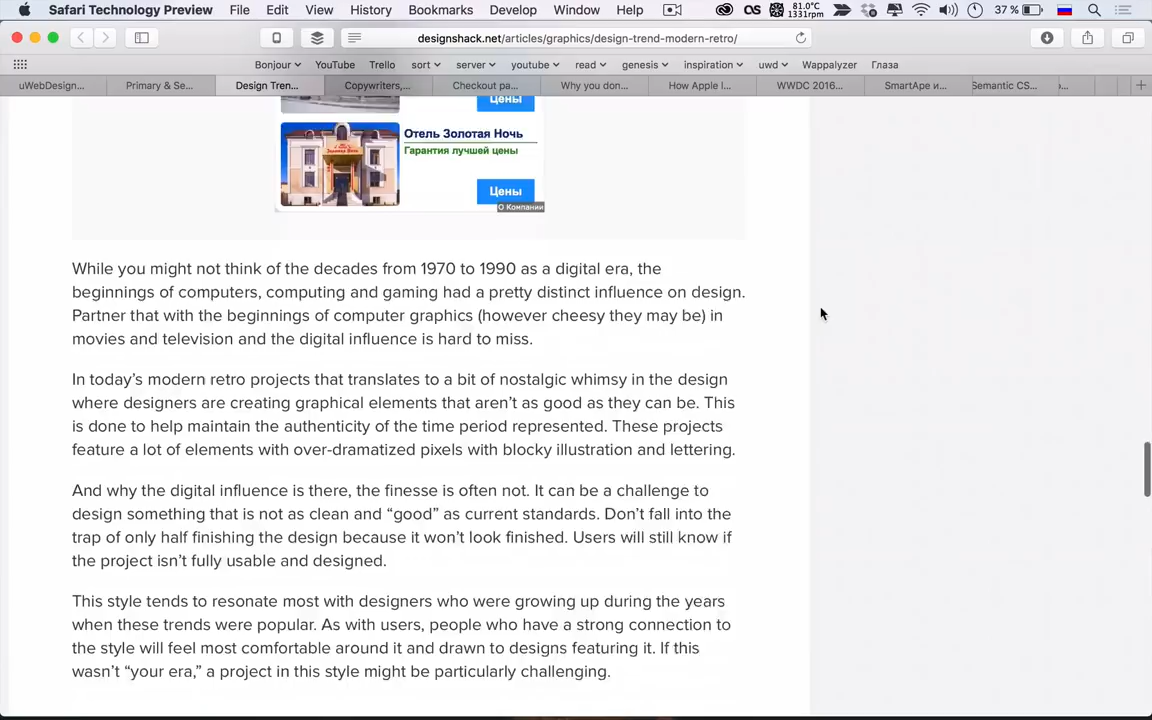 Safari Technology Preview File Edit View History Bookmarks Develop Window Help 81.0°C 1331rpm 37 %
designshack.net/articles/graphics/design-trend-modern-retro/
Bonjour YouTube Trello sort server youtube read genesis inspiration uwd Wappalyzer Глаза
uWebDesign... Primary & Se... Design Tren... Copywriters,... Checkout pa... Why you don... How Apple l... WWDC 2016... SmartApe и... Semantic CS...
Цены
Отель Золотая Ночь
Гарантия лучшей цены
Цены
О Компании
While you might not think of the decades from 1970 to 1990 as a digital era, the
beginnings of computers, computing and gaming had a pretty distinct influence on design.
Partner that with the beginnings of computer graphics (however cheesy they may be) in
movies and television and the digital influence is hard to miss.
In today’s modern retro projects that translates to a bit of nostalgic whimsy in the design
where designers are creating graphical elements that aren’t as good as they can be. This
is done to help maintain the authenticity of the time period represented. These projects
feature a lot of elements with over-dramatized pixels with blocky illustration and lettering.
And why the digital influence is there, the finesse is often not. It can be a challenge to
design something that is not as clean and “good” as current standards. Don’t fall into the
trap of only half finishing the design because it won’t look finished. Users will still know if
the project isn’t fully usable and designed.
This style tends to resonate most with designers who were growing up during the years
when these trends were popular. As with users, people who have a strong connection to
the style will feel most comfortable around it and drawn to designs featuring it. If this
wasn’t “your era,” a project in this style might be particularly challenging.